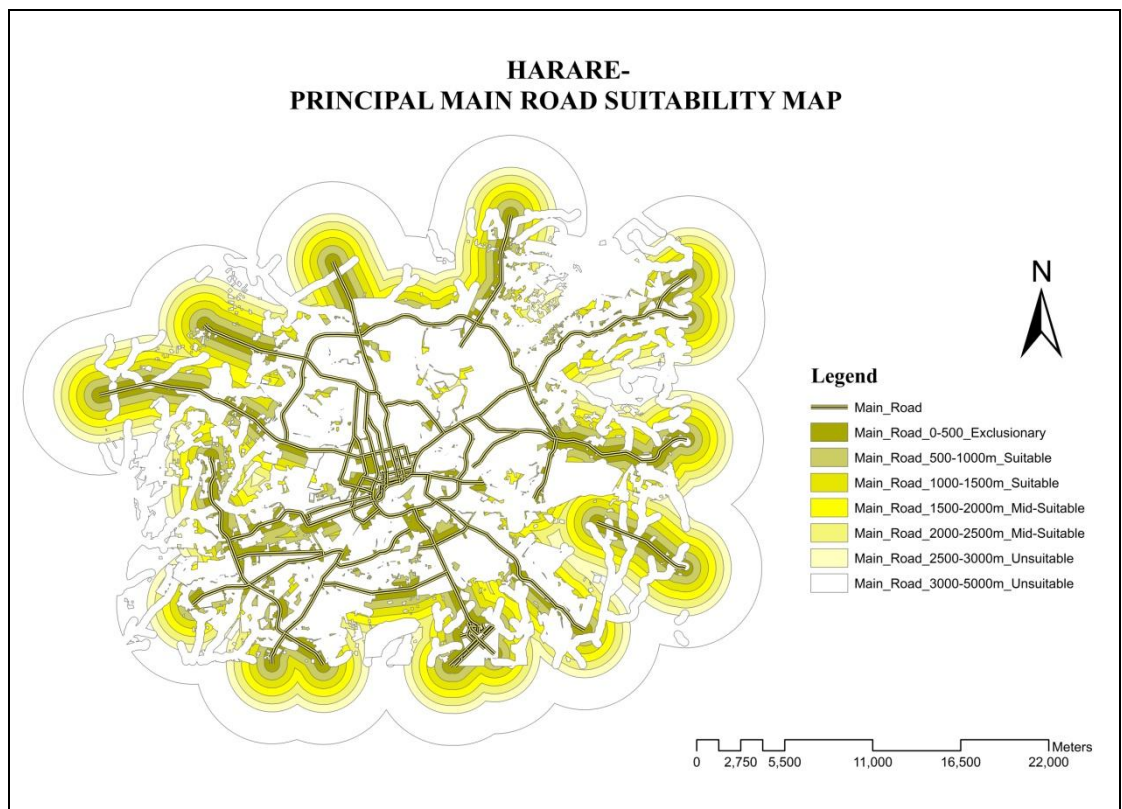 HARARE-
PRINCIPAL MAIN ROAD SUITABILITY MAP
N
Legend
Main_Road
Main_Road_0-500_Exclusionary
Main_Road_500-1000m_Suitable
Main_Road_1000-1500m_Suitable
Main_Road_1500-2000m_Mid-Suitable
Main_Road_2000-2500m_Mid-Suitable
Main_Road_2500-3000m_Unsuitable
Main_Road_3000-5000m_Unsuitable
Meters
0 2,750 5,500 11,000 16,500 22,000